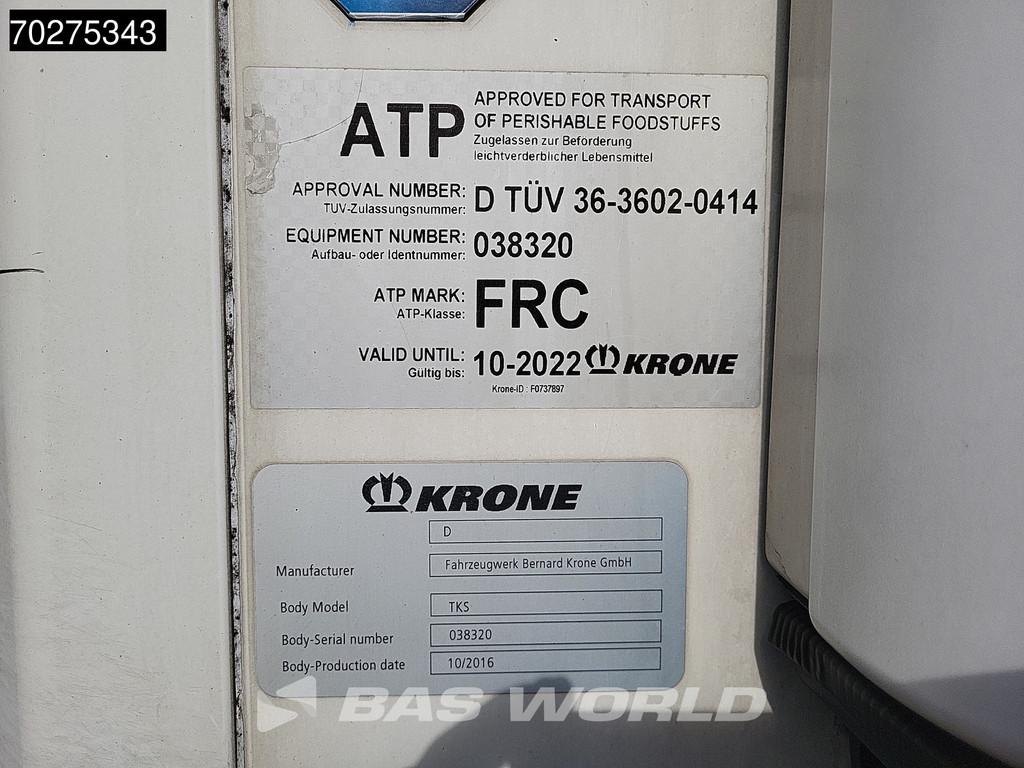 70275343
ATP
APPROVED FOR TRANSPORT
OF PERISHABLE FOODSTUFFS
Zugelassen zur Beförderung
leichtverderblicher Lebensmittel
APPROVAL NUMBER: D TÜV 36-3602-0414
TÜV-Zulassungsnummer:
EQUIPMENT NUMBER: 038320
Aufbau- oder Identnummer:
ATP MARK: FRC
ATP-Klasse:
VALID UNTIL: 10-2022 KRONE
Gültig bis:
Krone-ID : F0737897
KRONE
D
Manufacturer Fahrzeugwerk Bernard Krone GmbH
Body Model TKS
Body-Serial number 038320
Body-Production date 10/2016
BAS WORLD